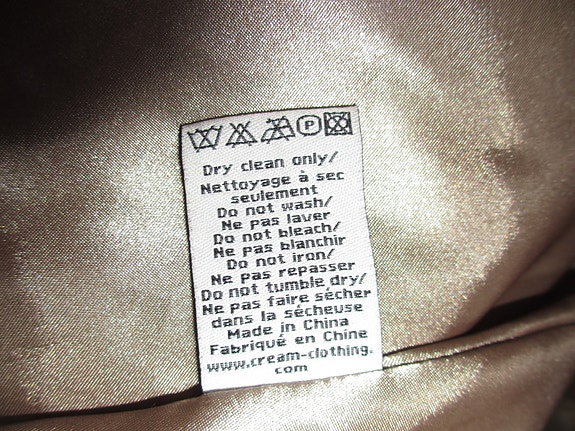 P
Dry clean only/
Nettoyage à sec
seulement
Do not wash/
Ne pas laver
Do not bleach/
Ne pas blanchir
Do not iron/
Ne pas repasser
Do not tumble dry/
Ne pas faire sécher
dans la sécheuse
Made in China
Fabriqué en Chine
www.cream-clothing.
com